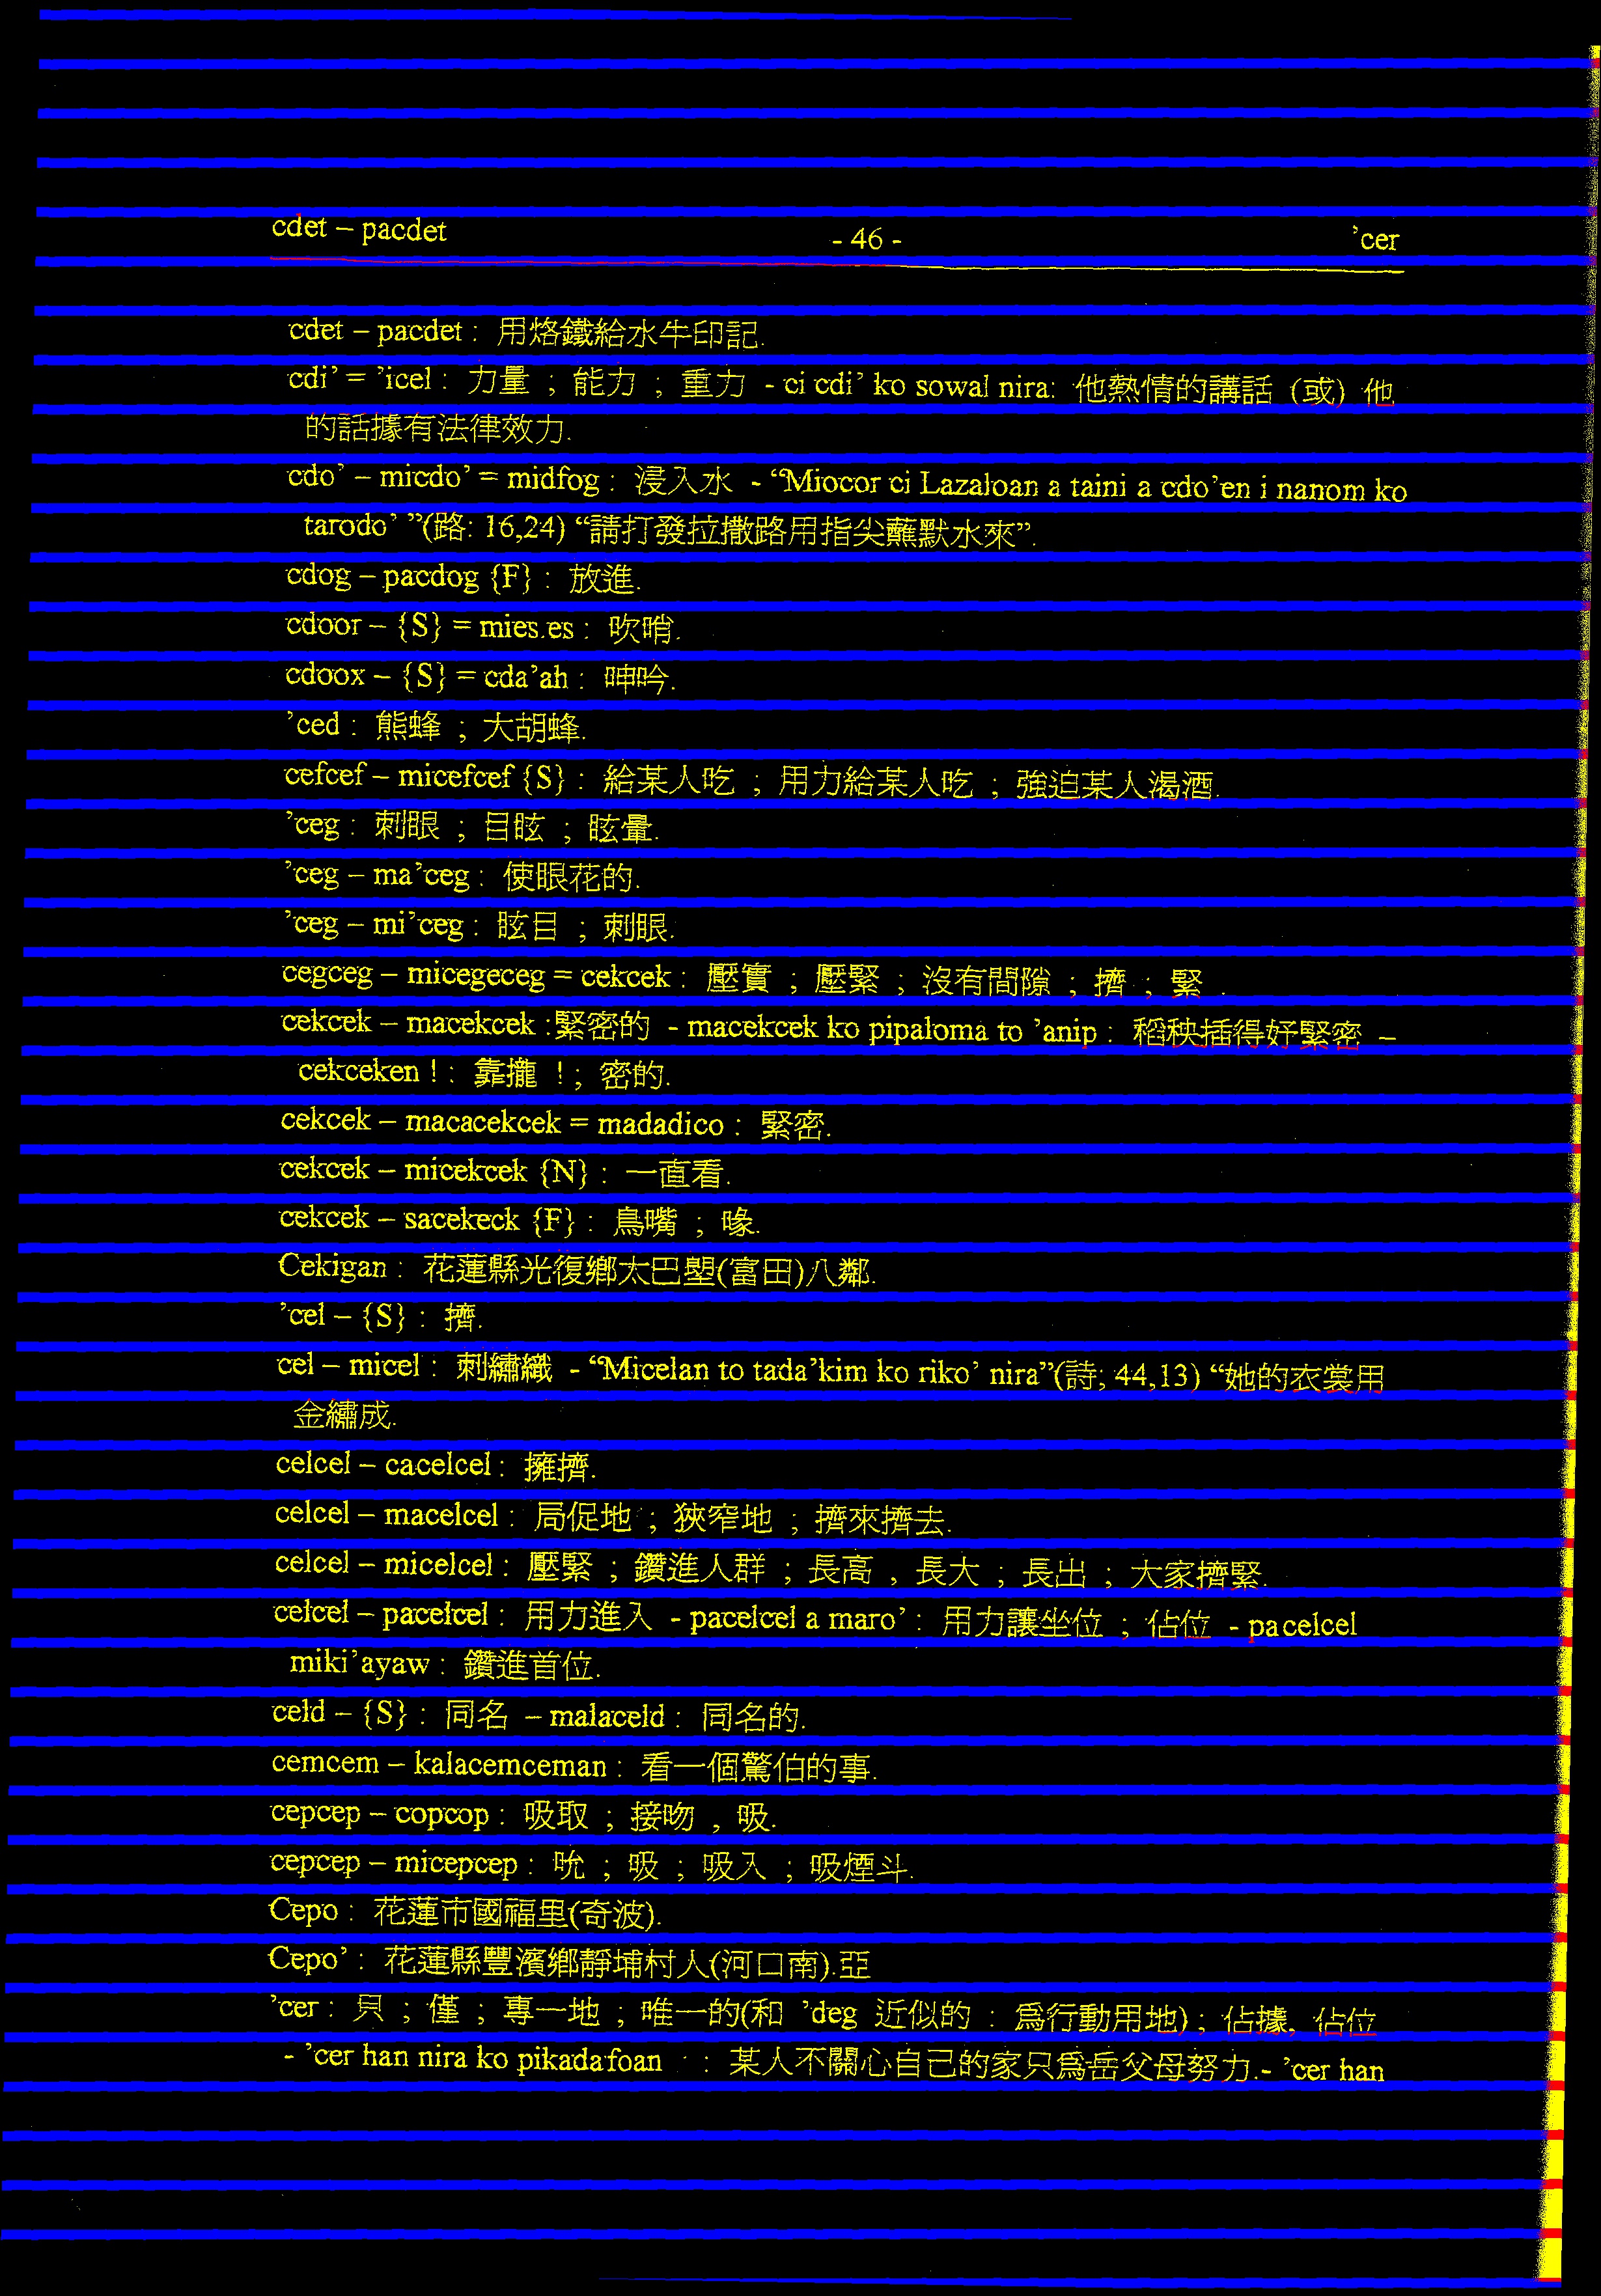 cdet – pacdet - 46 - ’cer
cdet – pacdet : 用烙鐵給水牛印記.
cdi’ = ’icel : 力量 ; 能力 ; 重力 - ci cdi’ ko sowal nira: 他熱情的講話 (或) 他
的話據有法律效力.
cdo’ – micdo’ = midfog : 浸入水 - “Miocor ci Lazaloan a taini a cdo’en i nanom ko
tarodo’ ”(路: 16,24) “請打發拉撒路用指尖蘸默水來”.
cdog – pacdog {F} : 放進.
cdoor – {S} = mies.es : 吹哨.
cdoox – {S} = cda’ah : 呻吟.
’ced : 熊蜂 ; 大胡蜂.
cefcef – micefcef {S} : 給某人吃 ; 用力給某人吃 ; 強迫某人渴酒.
’ceg : 刺眼 ; 目眩 ; 眩暈.
’ceg – ma’ceg : 使眼花的.
’ceg – mi’ceg : 眩目 ; 刺眼.
cegceg – micegeceg = cekcek : 壓實 ; 壓緊 ; 沒有間隙 ; 擠 ; 緊 .
cekcek – macekcek :緊密的 - macekcek ko pipaloma to ’anip : 稻秧插得好緊密 –
cekceken ! : 靠攏 ! ; 密的.
cekcek – macacekcek = madadico : 緊密.
cekcek – micekcek {N} : 一直看.
cekcek – sacekeck {F} : 鳥嘴 ; 喙.
Cekigan : 花蓮縣光復鄉太巴塱(富田)八鄰.
’cel – {S} : 擠.
cel – micel : 刺繡織 - “Micelan to tada’kim ko riko’ nira”(詩; 44,13) “她的衣裳用
金繡成.
celcel – cacelcel : 擁擠.
celcel – macelcel : 局促地 ; 狹窄地 ; 擠來擠去.
celcel – micelcel : 壓緊 ; 鑽進人群 ; 長高 , 長大 ; 長出 ; 大家擠緊.
celcel – pacelcel : 用力進入 - pacelcel a maro’ : 用力讓坐位 ; 佔位 - pacelcel
miki’ayaw : 鑽進首位.
celd – {S} : 同名 – malaceld : 同名的.
cemcem – kalacemceman : 看一個驚伯的事.
cepcep – copcop : 吸取 ; 接吻 , 吸.
cepcep – micepcep : 吮 ; 吸 ; 吸入 ; 吸煙斗.
Cepo : 花蓮市國福里(奇波).
Cepo’ : 花蓮縣豐濱鄉靜埔村人(河口南).亞
’cer : 只 ; 僅 ; 專一地 ; 唯一的(和 ’deg 近似的 : 爲行動用地) ; 佔據, 佔位
- ’cer han nira ko pikadafoan : 某人不關心自己的家只爲岳父母努力.- ’cer han